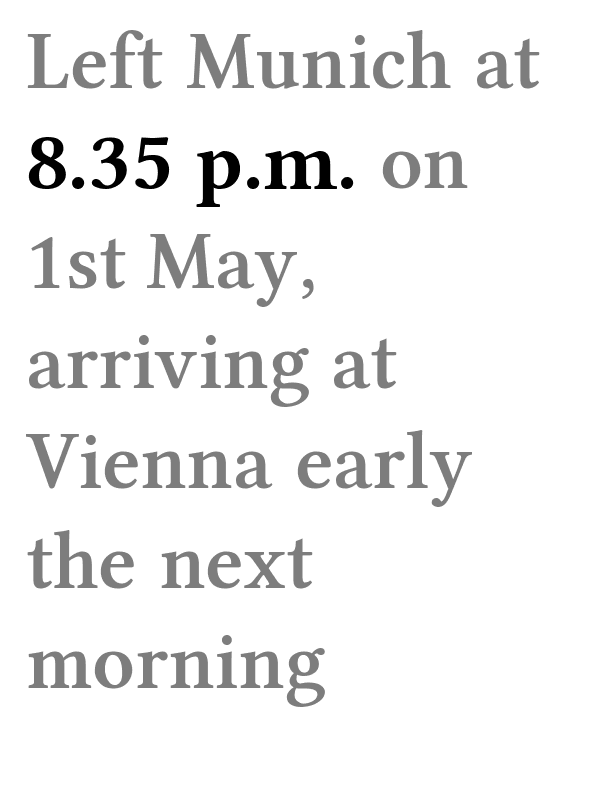 Left Munich at
8.35 p.m. on
1st May,
arriving at
Vienna early
the next
morning